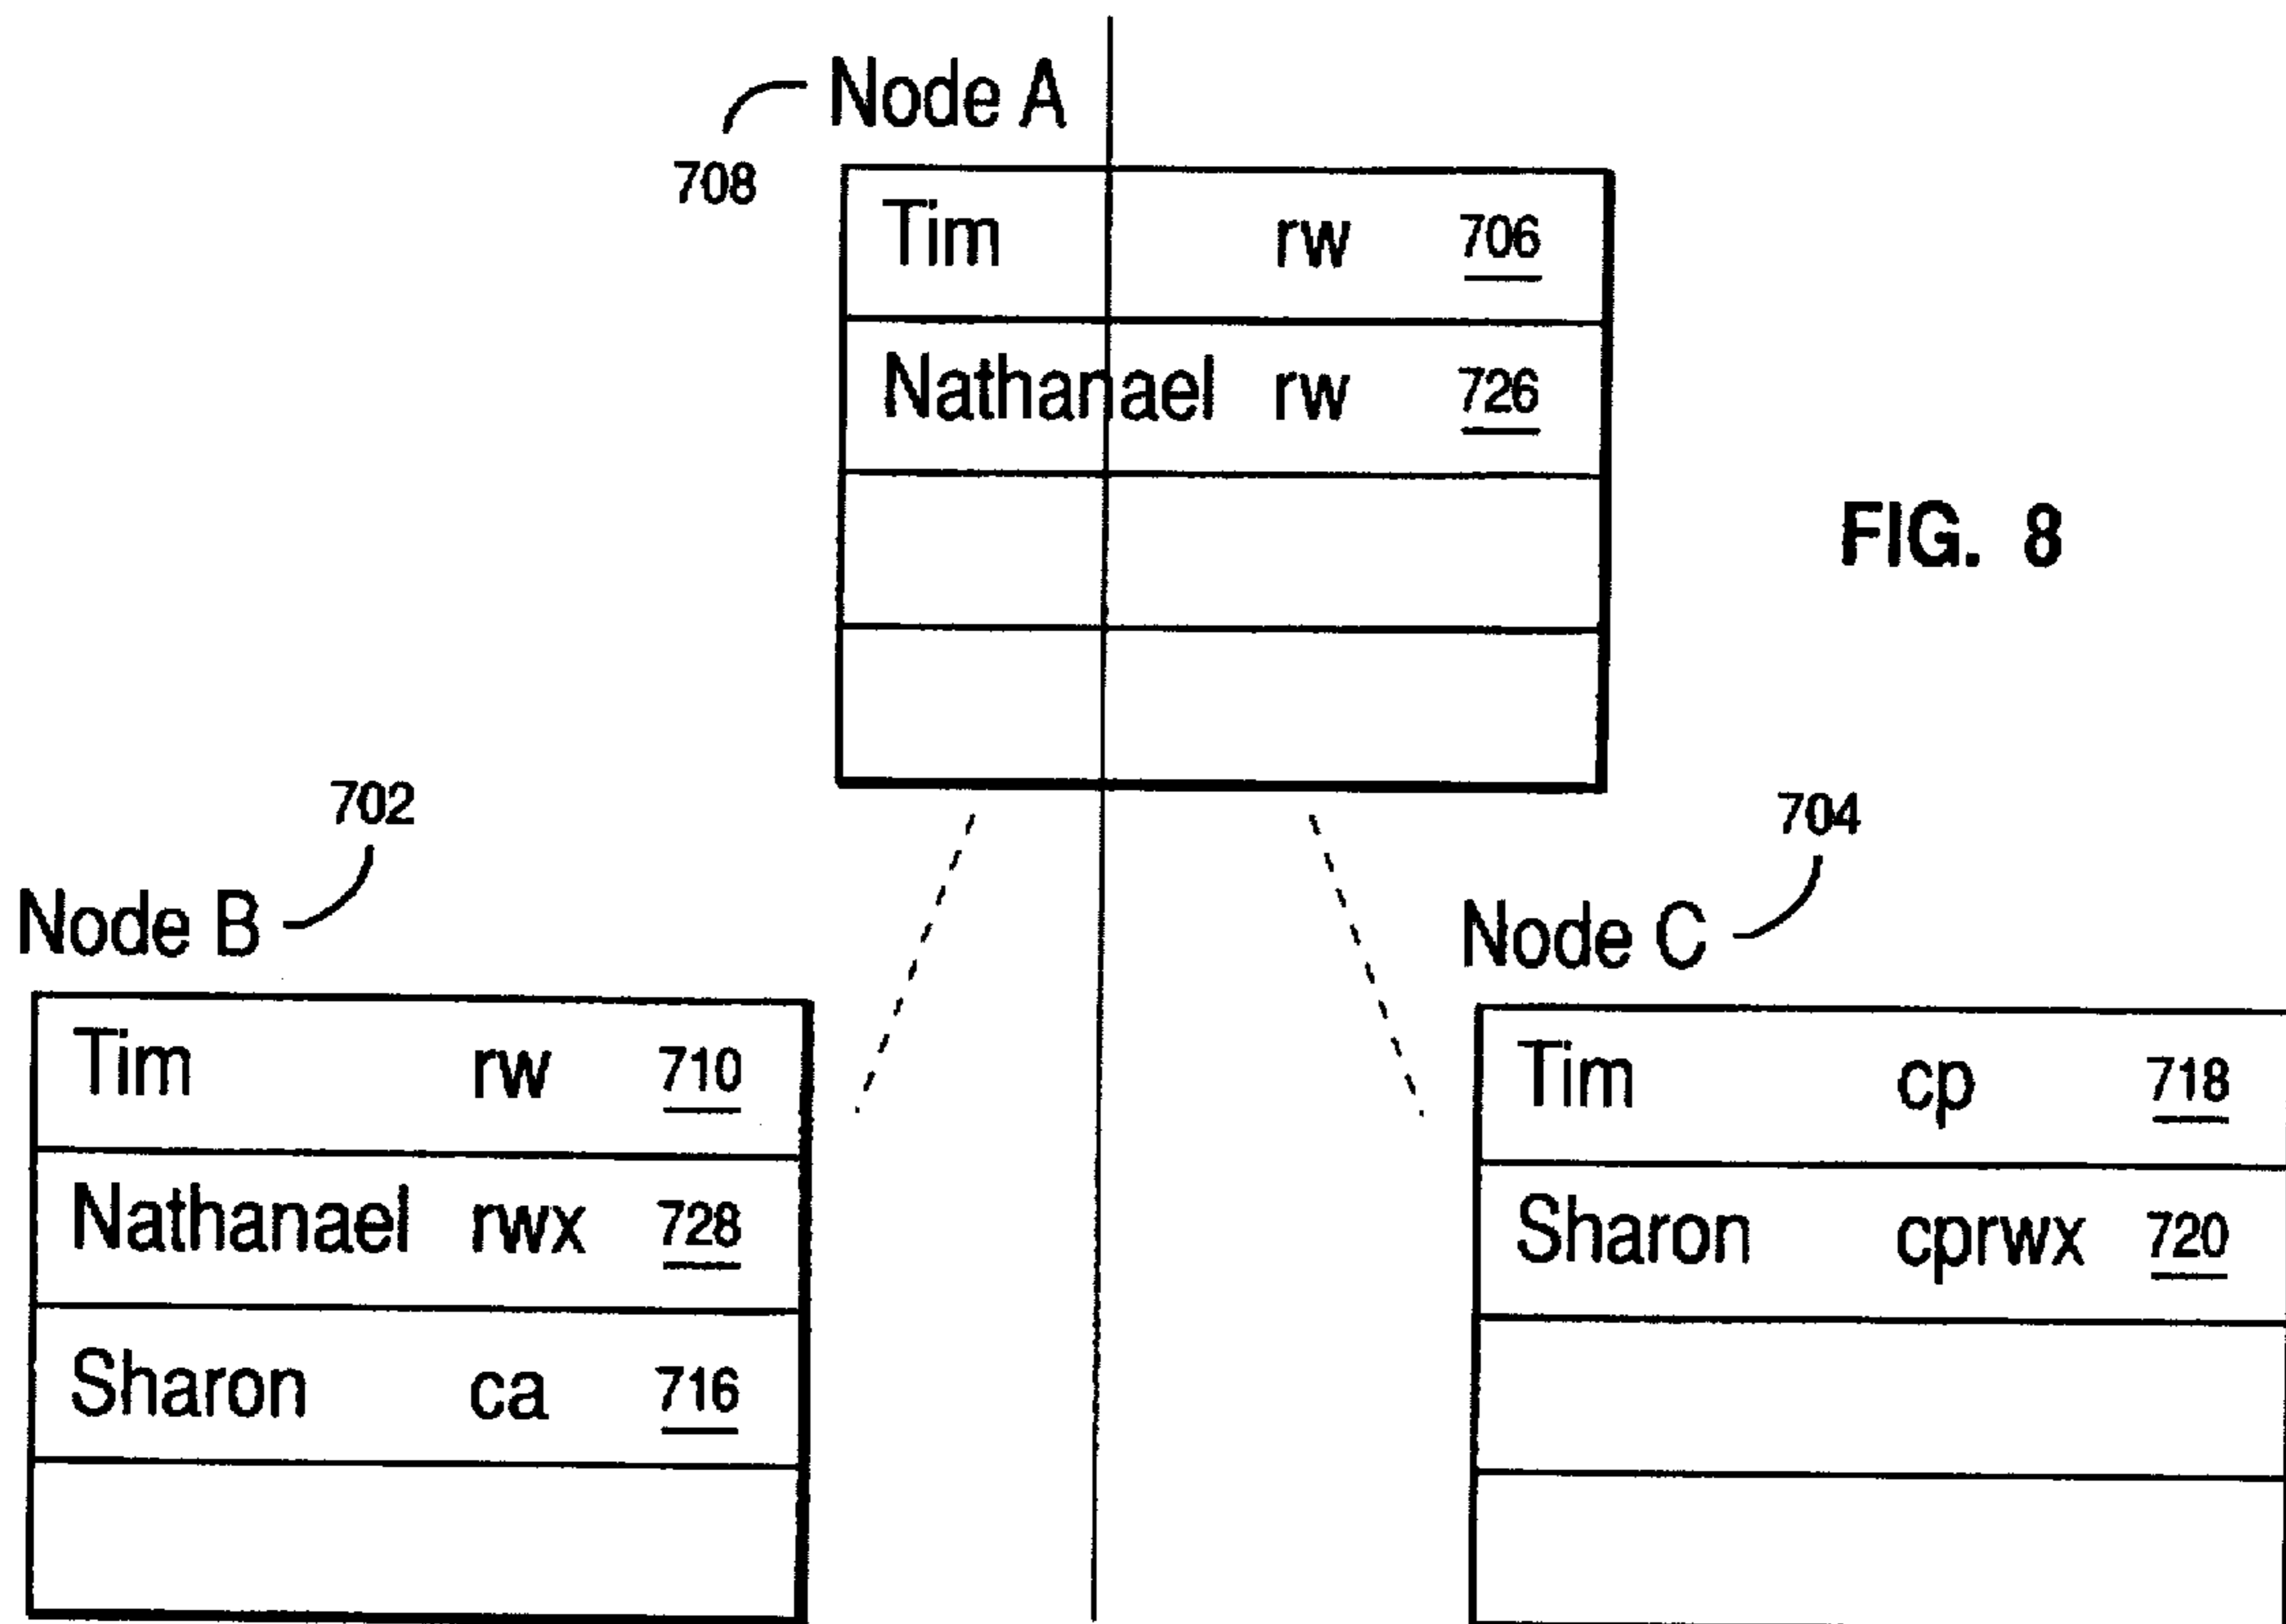 Node A
708
Tim rw 706
Nathanael rw 726
FIG. 8
702
Node B
Tim rw 710
Nathanael rwx 728
Sharon ca 716
704
Node C
Tim cp 718
Sharon cprwx 720